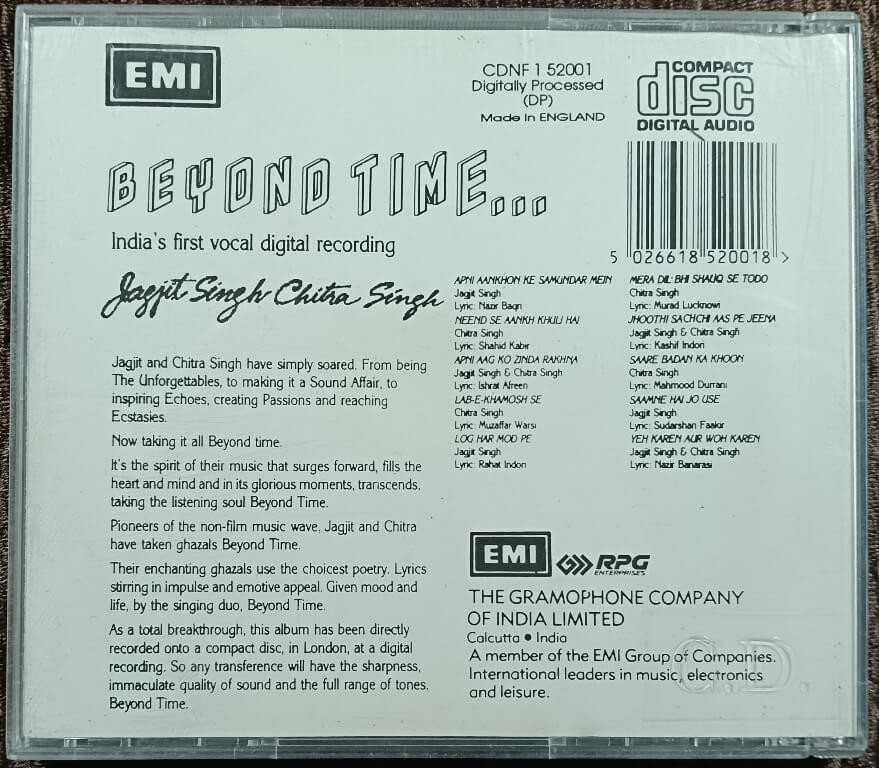 EMI
CDNF 1 52001
Digitally Processed
(DP)
Made In ENGLAND
COMPACT
disc
DIGITAL AUDIO
BEYOND TIME...
India's first vocal digital recording
5 026618 520018 >
Jagjit Singh Chitra Singh
Jagjit and Chitra Singh have simply soared. From being
The Unforgettables, to making it a Sound Affair, to
inspiring Echoes, creating Passions and reaching
Ecstasies.
Now taking it all Beyond time.
It's the spirit of their music that surges forward, fills the
heart and mind and in its glorious moments, transcends,
taking the listening soul Beyond Time.
Pioneers of the non-film music wave, Jagjit and Chitra
have taken ghazals Beyond Time.
Their enchanting ghazals use the choicest poetry. Lyrics
stirring in impulse and emotive appeal. Given mood and
life, by the singing duo, Beyond Time.
As a total breakthrough, this album has been directly
recorded onto a compact disc, in London, at a digital
recording. So any transference will have the sharpness,
immaculate quality of sound and the full range of tones.
Beyond Time.
APNI AANKHON KE SAMUNDAR MEIN
Jagjit Singh
Lyric: Nazir Baqri
NEEND SE AANKH KHULI HAI
Chitra Singh
Lyric: Shahid Kabir
APNI AAG KO ZINDA RAKHNA
Jagjit Singh & Chitra Singh
Lyric: Ishrat Afreen
LAB-E-KHAMOSH SE
Chitra Singh
Lyric: Muzaffar Warsi
LOG HAR MOD PE
Jagjit Singh
Lyric: Rahat Indori
MERA DIL BHI SHAUQ SE TODO
Chitra Singh
Lyric: Murad Lucknowi
JHOOTHI SACHCHI AAS PE JEENA
Jagjit Singh & Chitra Singh
Lyric: Kashif Indori
SAARE BADAN KA KHOON
Chitra Singh
Lyric: Mahmood Durrani
SAAMNE HAI JO USE
Jagjit Singh
Lyric: Sudarshan Faakir
YEH KAREN AUR WOH KAREN
Jagjit Singh & Chitra Singh
Lyric: Nazir Banarasi
EMI
RPG
ENTERPRISES
THE GRAMOPHONE COMPANY
OF INDIA LIMITED
Calcutta ● India
A member of the EMI Group of Companies.
International leaders in music, electronics
and leisure.
C.D.